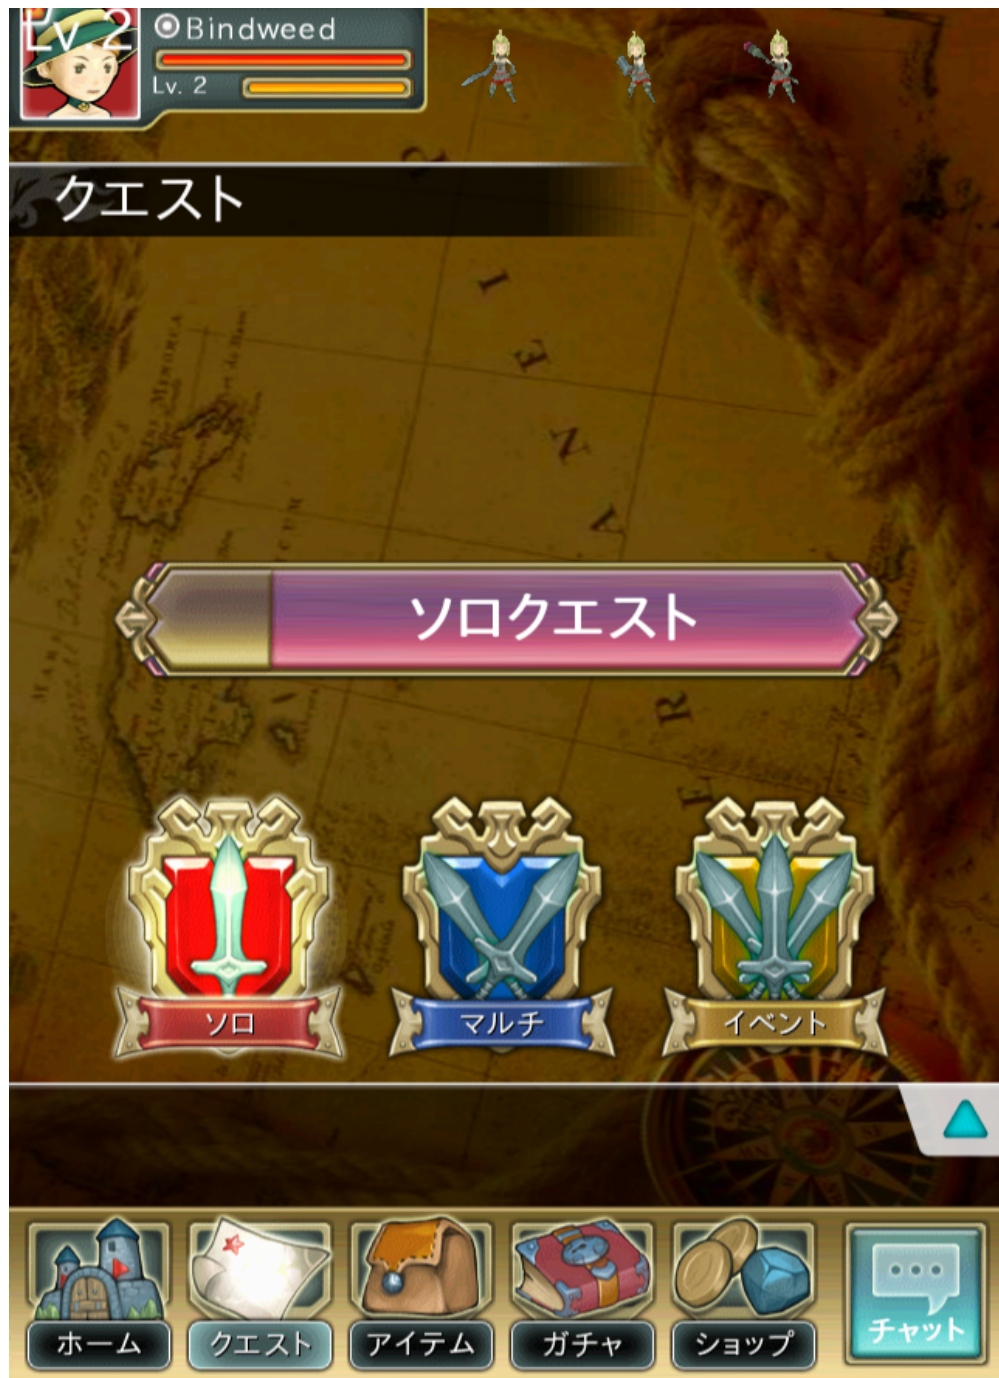 Lv 2
Bindweed
Lv. 2
クエスト
ソロクエスト
ソロ
マルチ
イベント
ホーム
クエスト
アイテム
ガチャ
ショップ
チャット